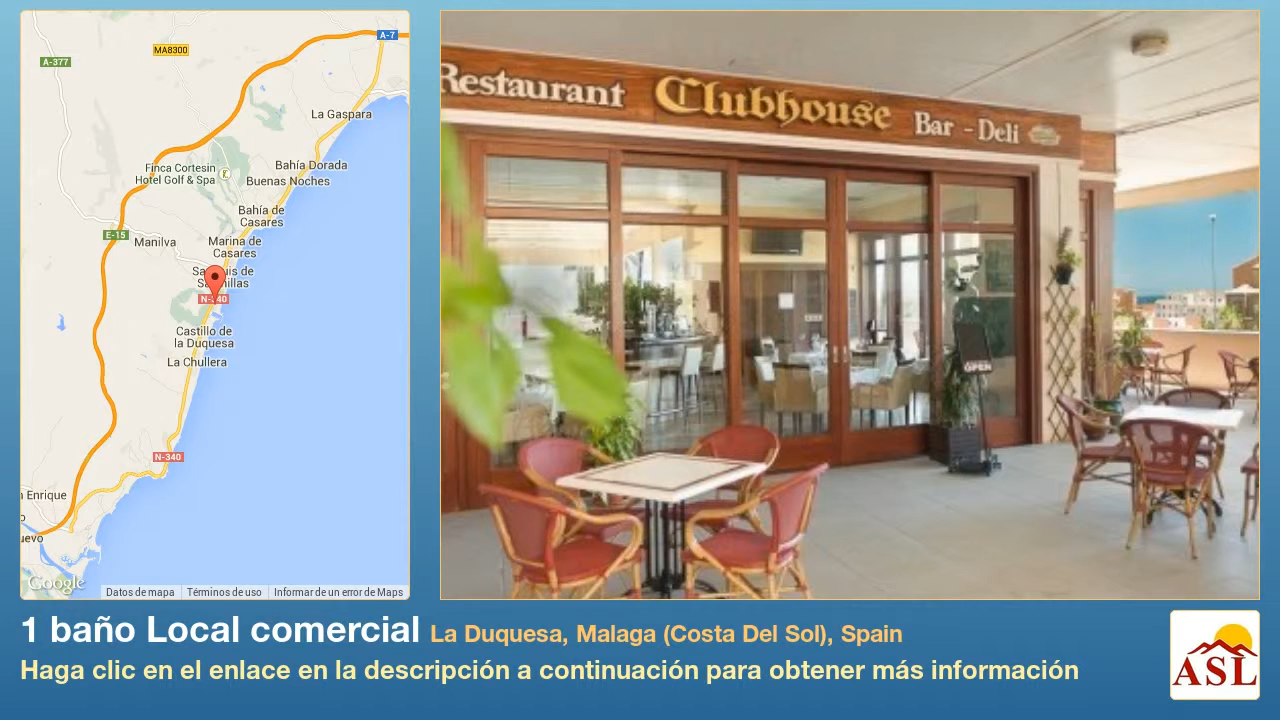 A-7
MA8300
A-377
La Gaspara
Finca Cortesin
Hotel Golf & Spa
Bahía Dorada
Buenas Noches
Bahía de
Casares
E-15
Manilva
Marina de
Casares
N-340
Castillo de
la Duquesa
La Chullera
N-340
Enrique
Google
Datos de mapa
Términos de uso
Informar de un error de Maps
Restaurant Clubhouse Bar - Deli
OPEN
1 baño Local comercial La Duquesa, Malaga (Costa Del Sol), Spain
Haga clic en el enlace en la descripción a continuación para obtener más información
ASL